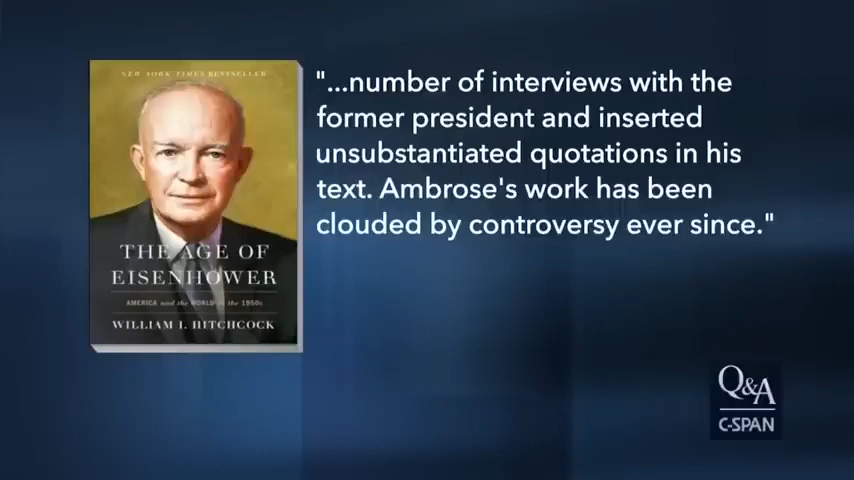 NEW YORK TIMES BESTSELLER
THE AGE OF
EISENHOWER
AMERICA and the WORLD in the 1950s
WILLIAM I. HITCHCOCK
"...number of interviews with the
former president and inserted
unsubstantiated quotations in his
text. Ambrose's work has been
clouded by controversy ever since."
Q&A
C-SPAN